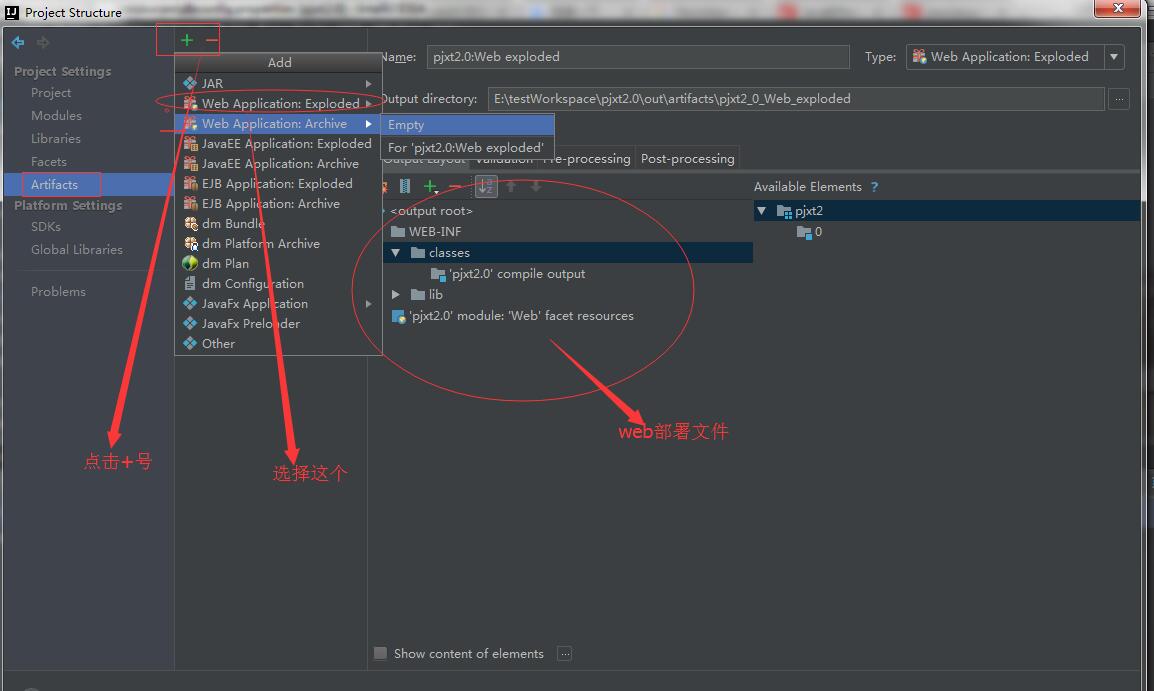 Project Structure
Project Settings
Project
Modules
Libraries
Facets
Artifacts
Platform Settings
SDKs
Global Libraries
Problems
Add
JAR
Web Application: Exploded
Web Application: Archive
JavaEE Application: Exploded
JavaEE Application: Archive
EJB Application: Exploded
EJB Application: Archive
dm Bundle
dm Platform Archive
dm Plan
dm Configuration
JavaFx Application
JavaFx Preloader
Other
Empty
For 'pjxt2.0:Web exploded'
Name: pjxt2.0:Web exploded
Type: Web Application: Exploded
Output directory: E:\testWorkspace\pjxt2.0\out\artifacts\pjxt2_0_Web_exploded
Output Layout Validation Pre-processing Post-processing
<output root>
WEB-INF
classes
'pjxt2.0' compile output
lib
'pjxt2.0' module: 'Web' facet resources
Available Elements ?
pjxt2
0
点击+号
选择这个
web部署文件
Show content of elements ...